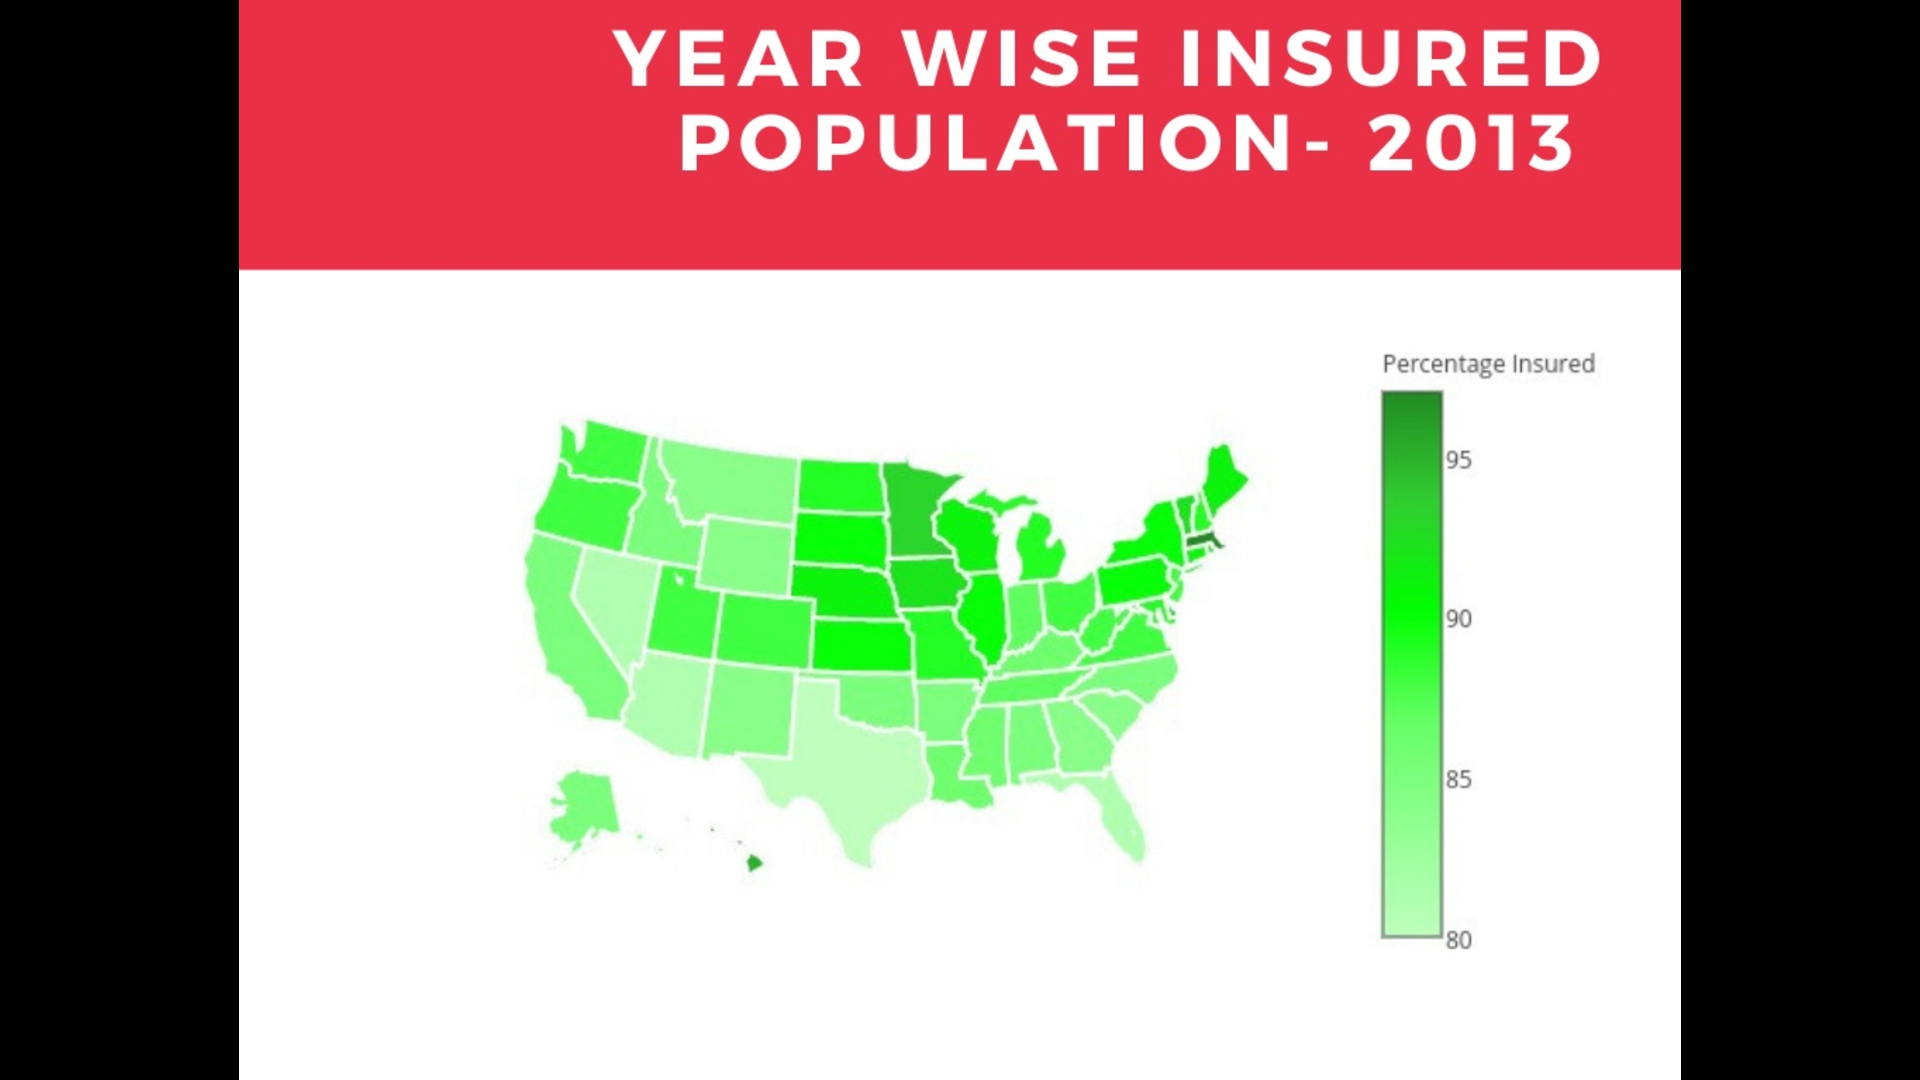 YEAR WISE INSURED
POPULATION- 2013
Percentage Insured
95
90
85
80